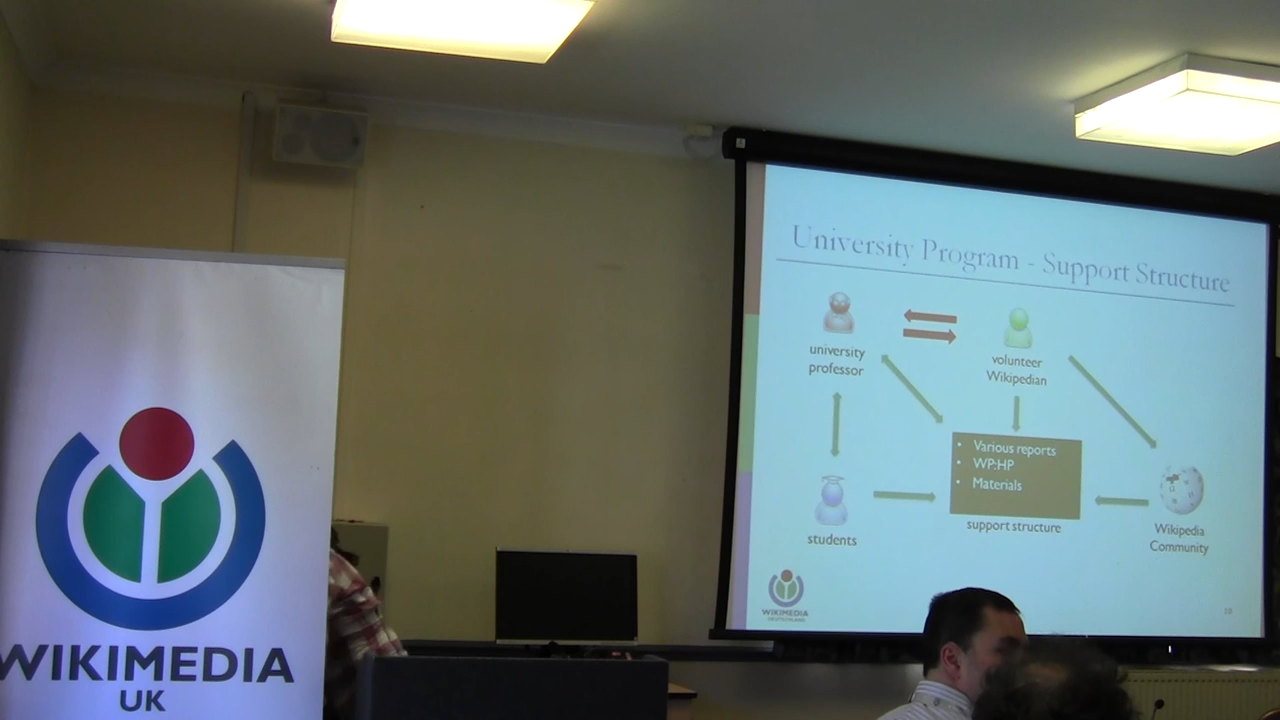 University Program - Support Structure
university
professor
volunteer
Wikipedian
• Various reports
• WP:HP
• Materials
support structure
students
Wikipedia
Community
WIKIMEDIA
DEUTSCHLAND
WIKIMEDIA
UK